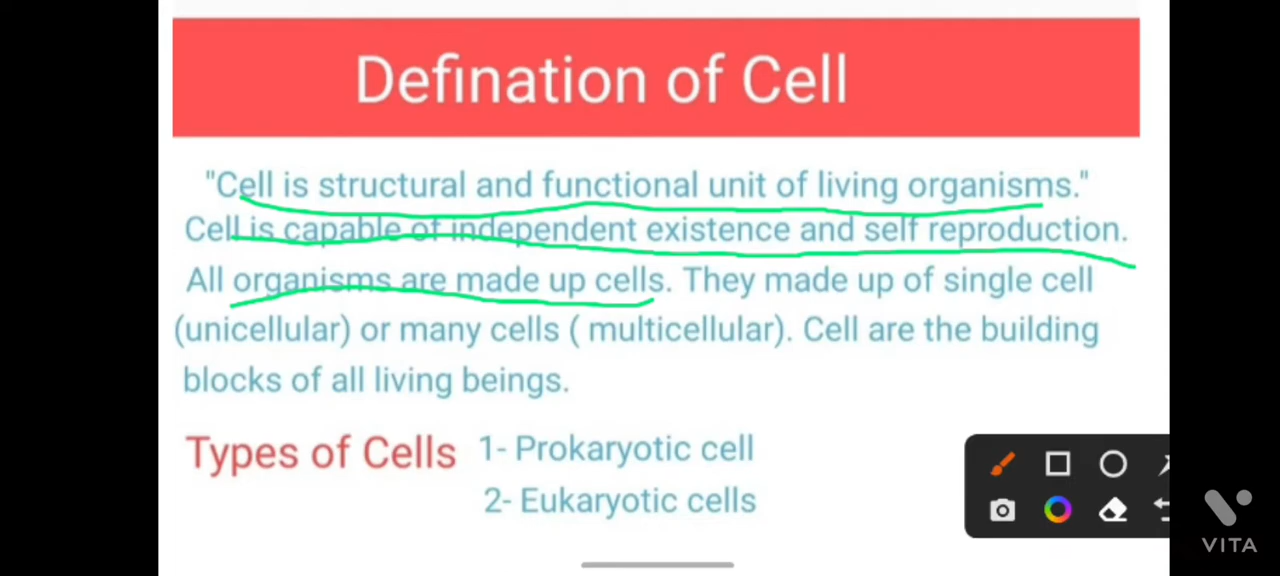 Defination of Cell
"Cell is structural and functional unit of living organisms."
Cell is capable of independent existence and self reproduction.
All organisms are made up cells. They made up of single cell
(unicellular) or many cells ( multicellular). Cell are the building
blocks of all living beings.
Types of Cells 1- Prokaryotic cell
2- Eukaryotic cells
VITA